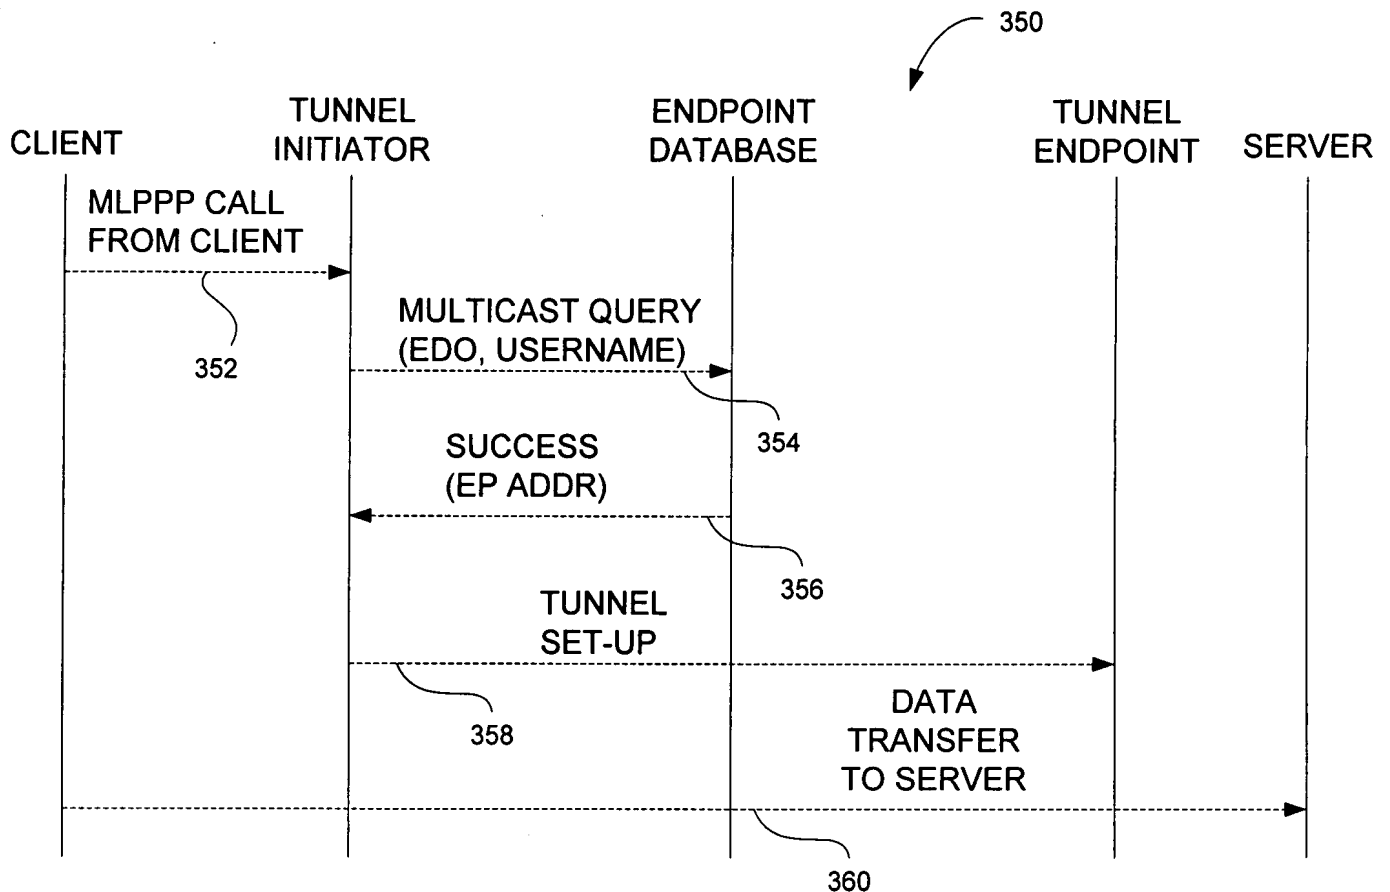 350
CLIENT
TUNNEL
INITIATOR
ENDPOINT
DATABASE
TUNNEL
ENDPOINT
SERVER
MLPPP CALL
FROM CLIENT
352
MULTICAST QUERY
(EDO, USERNAME)
354
SUCCESS
(EP ADDR)
356
TUNNEL
SET-UP
358
DATA
TRANSFER
TO SERVER
360